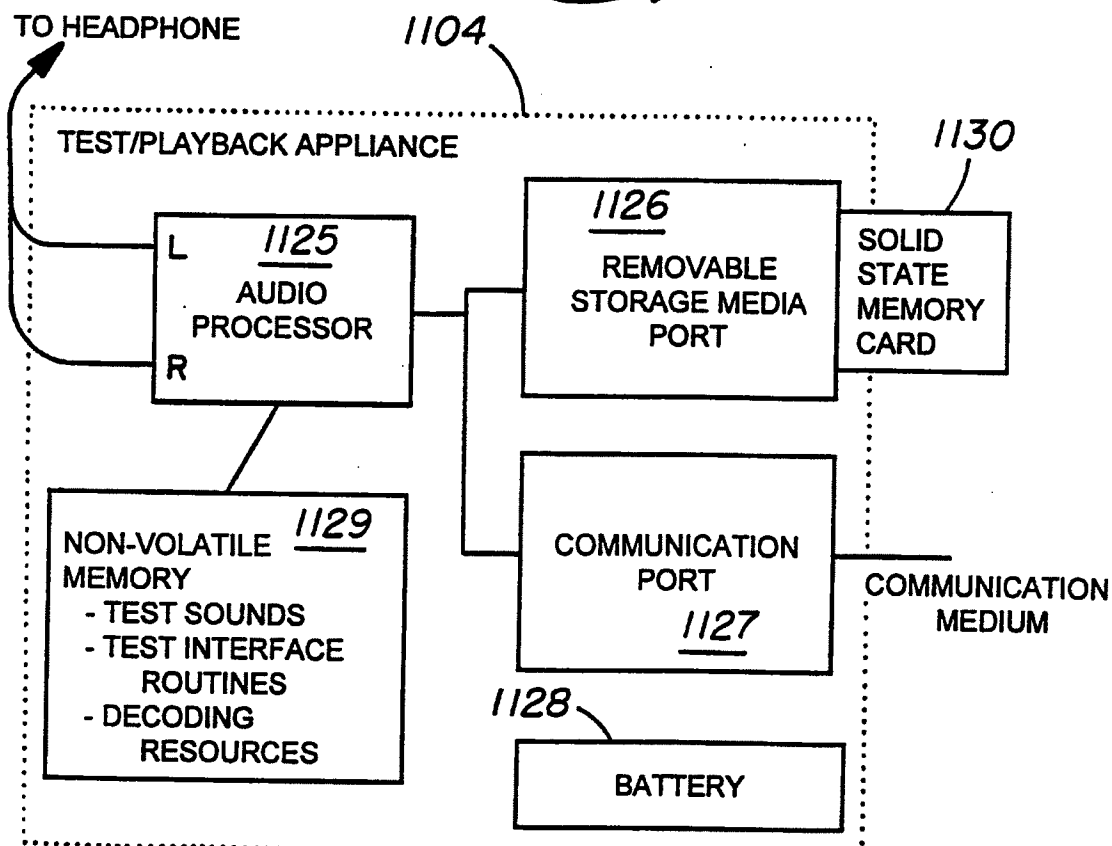 TO HEADPHONE
1104
TEST/PLAYBACK APPLIANCE
1130
L
1125
AUDIO
PROCESSOR
R
1126
REMOVABLE
STORAGE MEDIA
PORT
SOLID
STATE
MEMORY
CARD
NON-VOLATILE 1129
MEMORY
- TEST SOUNDS
- TEST INTERFACE
ROUTINES
- DECODING
RESOURCES
COMMUNICATION
PORT
1127
COMMUNICATION
MEDIUM
1128
BATTERY